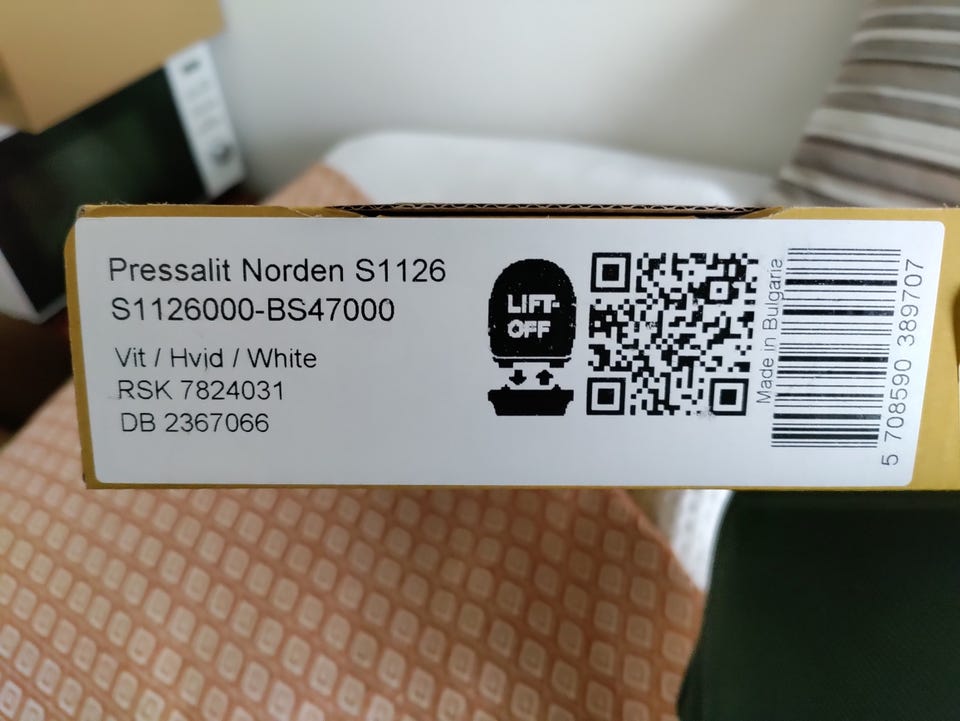 Pressalit Norden S1126
S1126000-BS47000
Vit / Hvid / White
RSK 7824031
DB 2367066
LIFT-
OFF
Made in Bulgaria
5 708590 389707